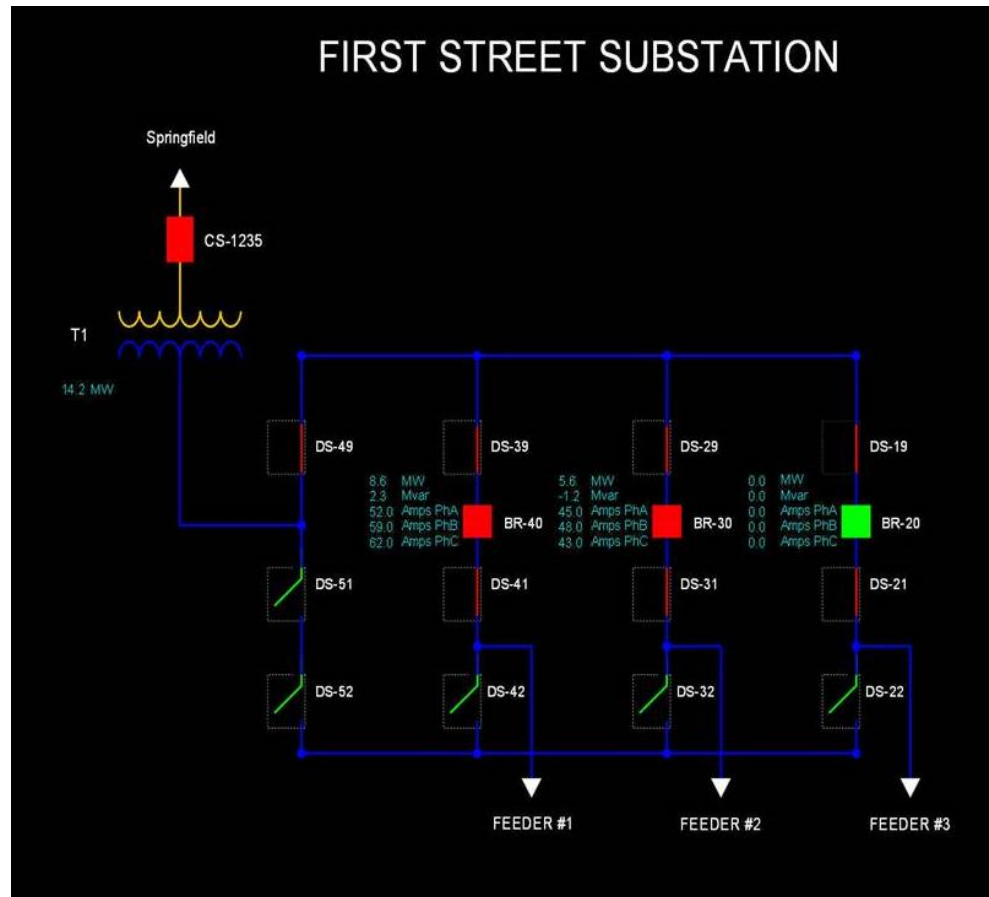 FIRST STREET SUBSTATION
Springfield
CS-1235
T1
14.2 MW
DS-49
DS-39
DS-29
DS-19
8.6 MW
2.3 Mvar
52.0 Amps PhA
59.0 Amps PhB
62.0 Amps PhC
BR-40
5.6 MW
-1.2 Mvar
45.0 Amps PhA
48.0 Amps PhB
43.0 Amps PhC
BR-30
0.0 MW
0.0 Mvar
0.0 Amps PhA
0.0 Amps PhB
0.0 Amps PhC
BR-20
DS-51
DS-41
DS-31
DS-21
DS-52
DS-42
DS-32
DS-22
FEEDER #1
FEEDER #2
FEEDER #3